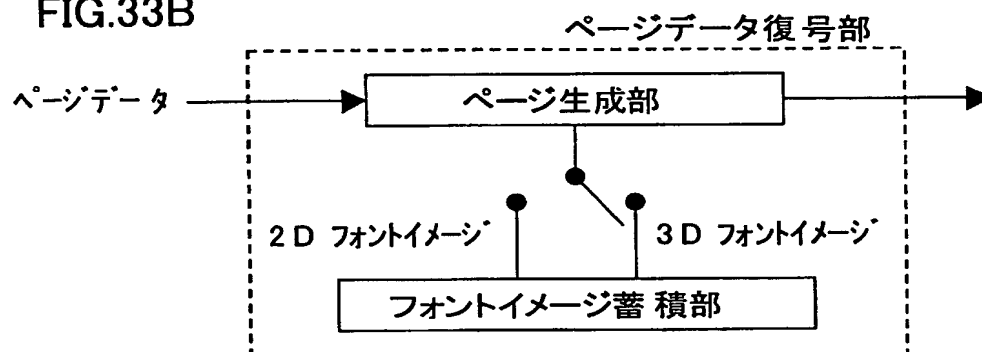 FIG.33B
ページデータ復号部
ページデータ
ページ生成部
2D フォントイメージ
3D フォントイメージ
フォントイメージ蓄積部